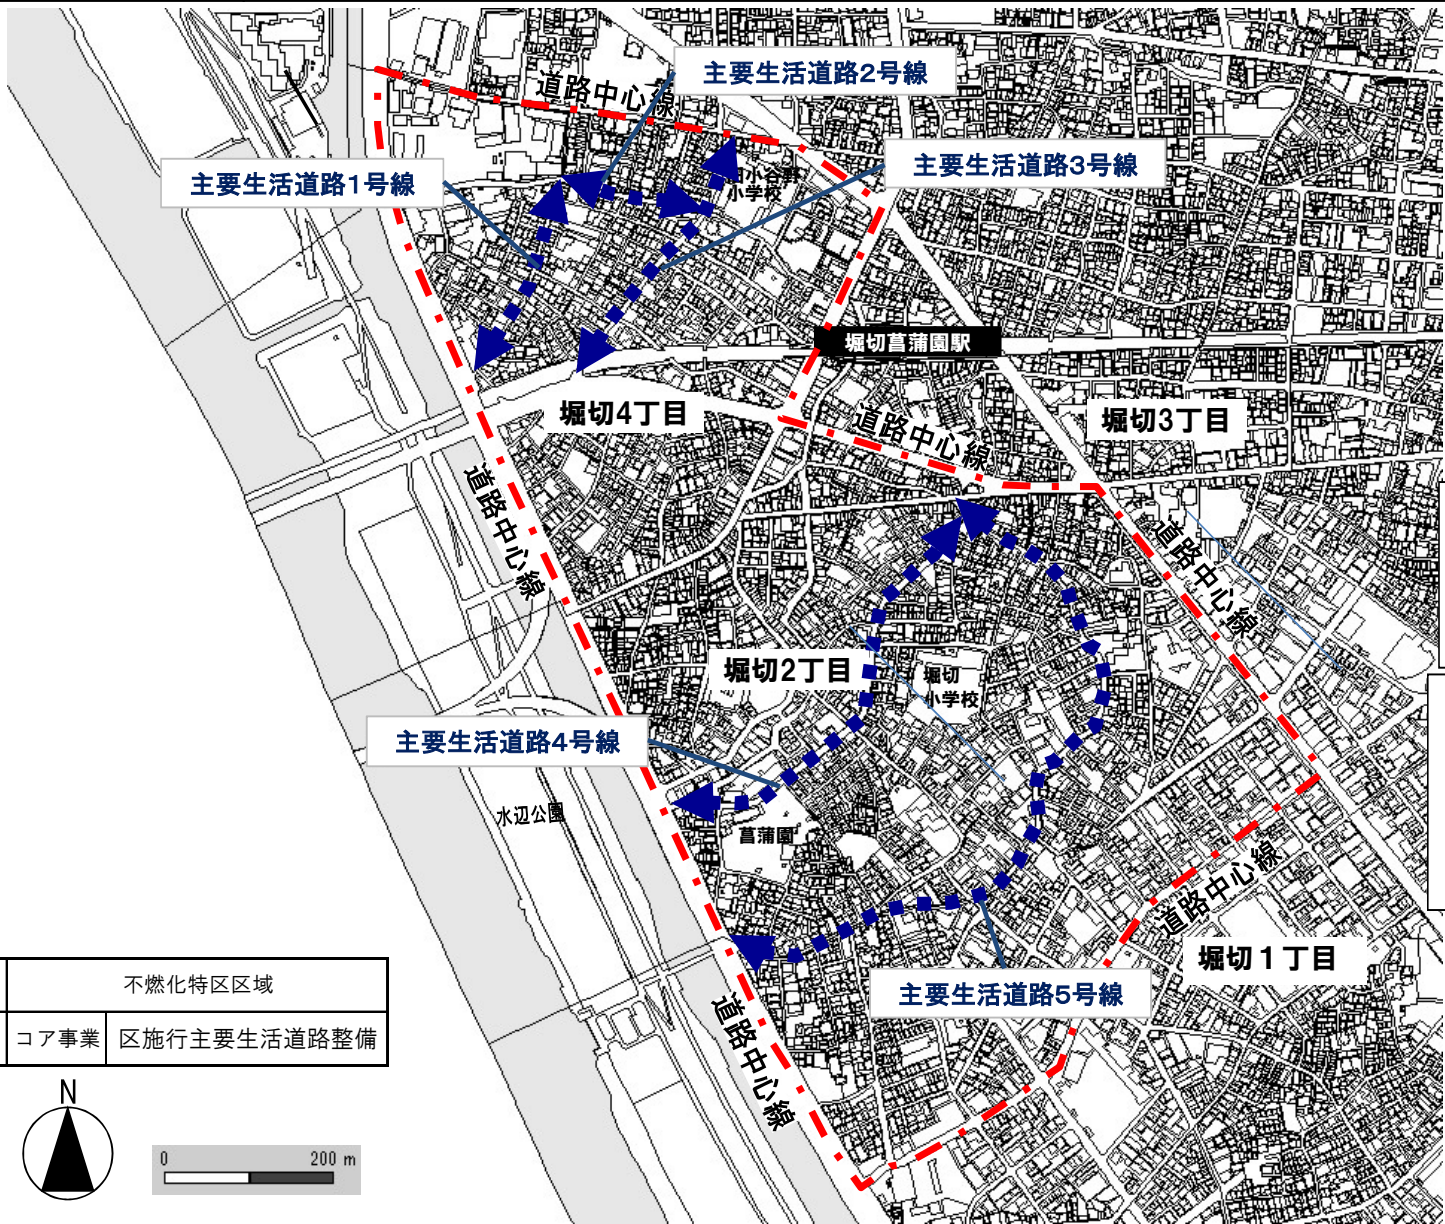 主要生活道路2号線
道路中心線
主要生活道路3号線
主要生活道路1号線
旧小谷野
小学校
堀切菖蒲園駅
堀切4丁目
堀切3丁目
道路中心線
道路中心線
道路中心線
堀切2丁目
堀切
小学校
主要生活道路4号線
水辺公園
菖蒲園
道路中心線
堀切1丁目
主要生活道路5号線
道路中心線
不燃化特区区域
コア事業 区施行主要生活道路整備
N
0 200 m